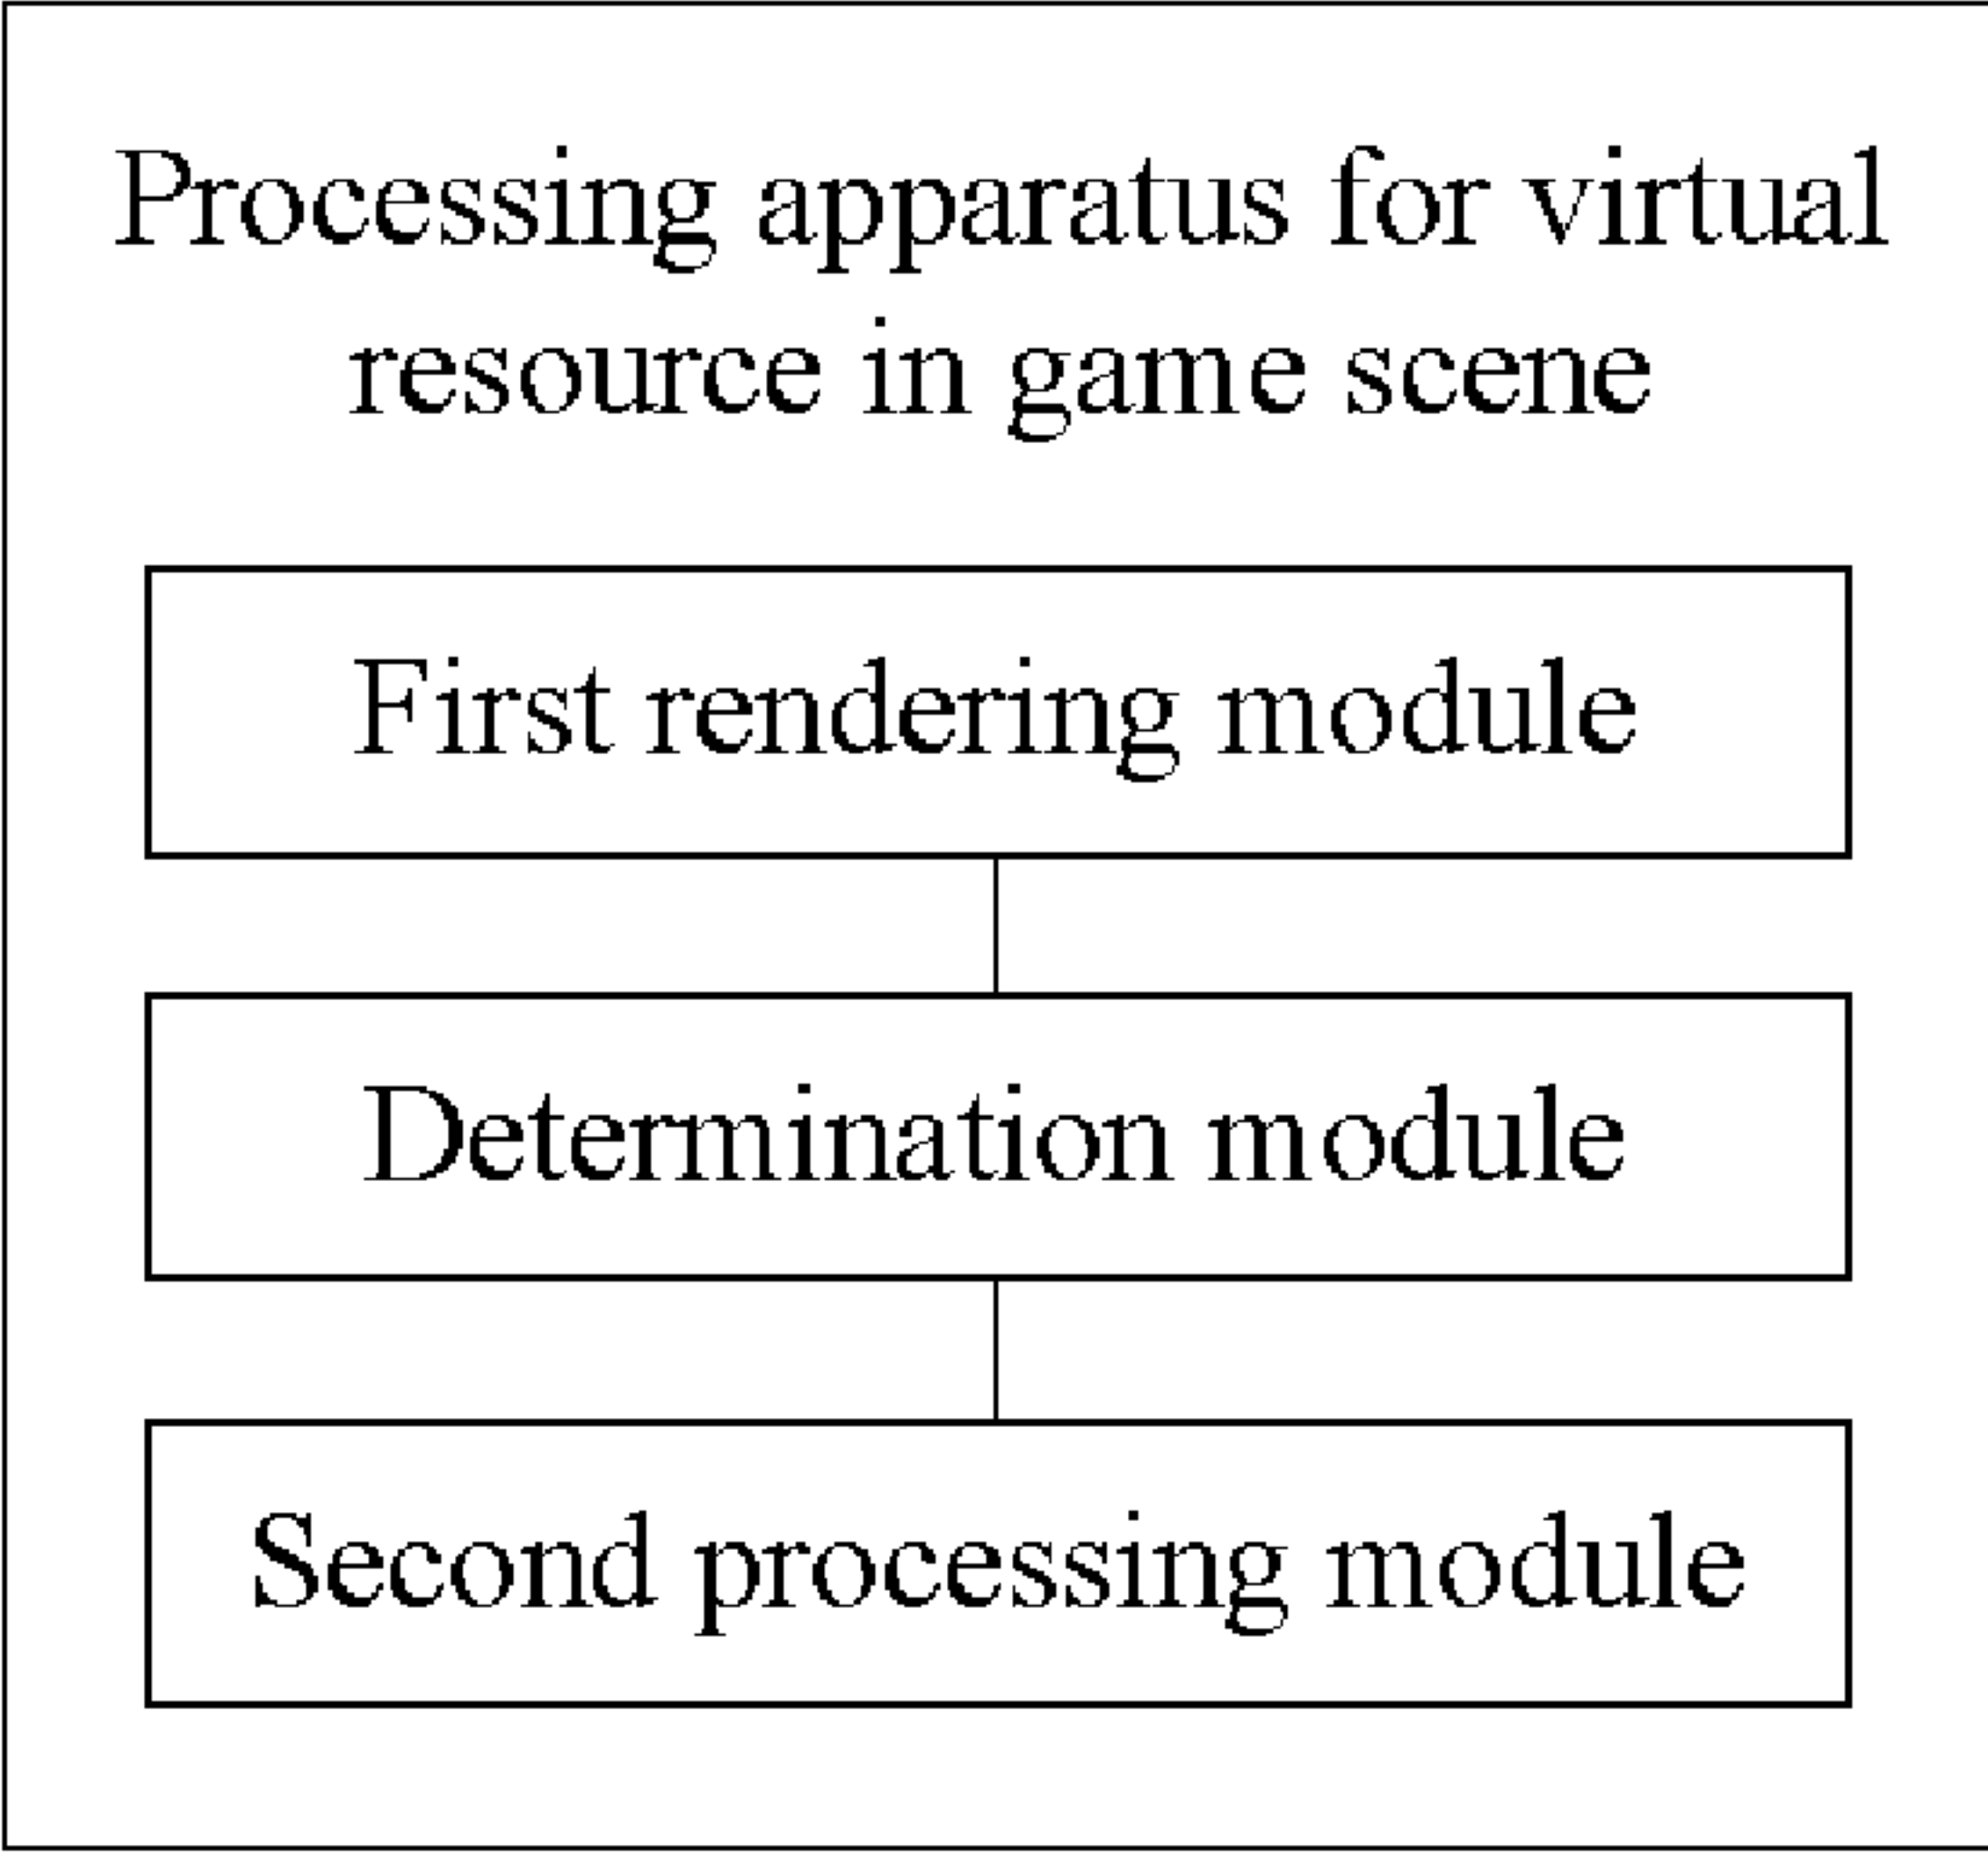 Processing apparatus for virtual
resource in game scene
First rendering module
Determination module
Second processing module